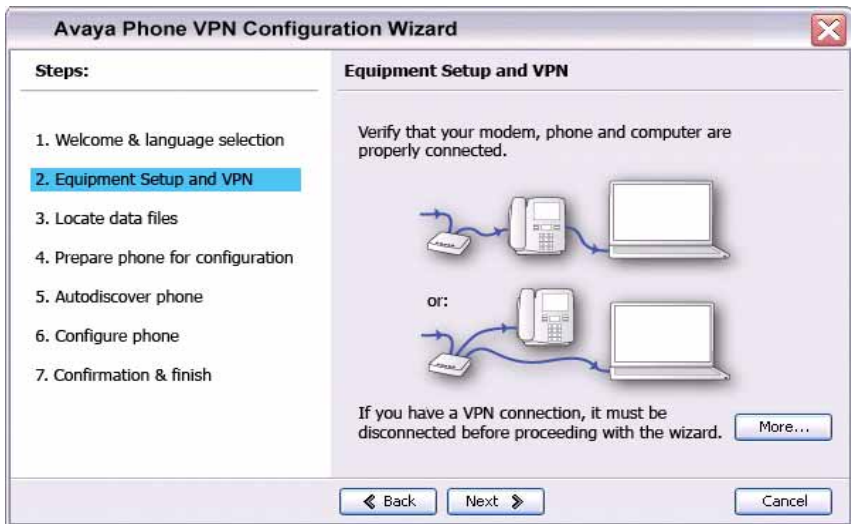 Avaya Phone VPN Configuration Wizard
Steps:
1. Welcome & language selection
2. Equipment Setup and VPN
3. Locate data files
4. Prepare phone for configuration
5. Autodiscover phone
6. Configure phone
7. Confirmation & finish
Equipment Setup and VPN
Verify that your modem, phone and computer are
properly connected.
or:
If you have a VPN connection, it must be
disconnected before proceeding with the wizard.
More...
Back
Next
Cancel